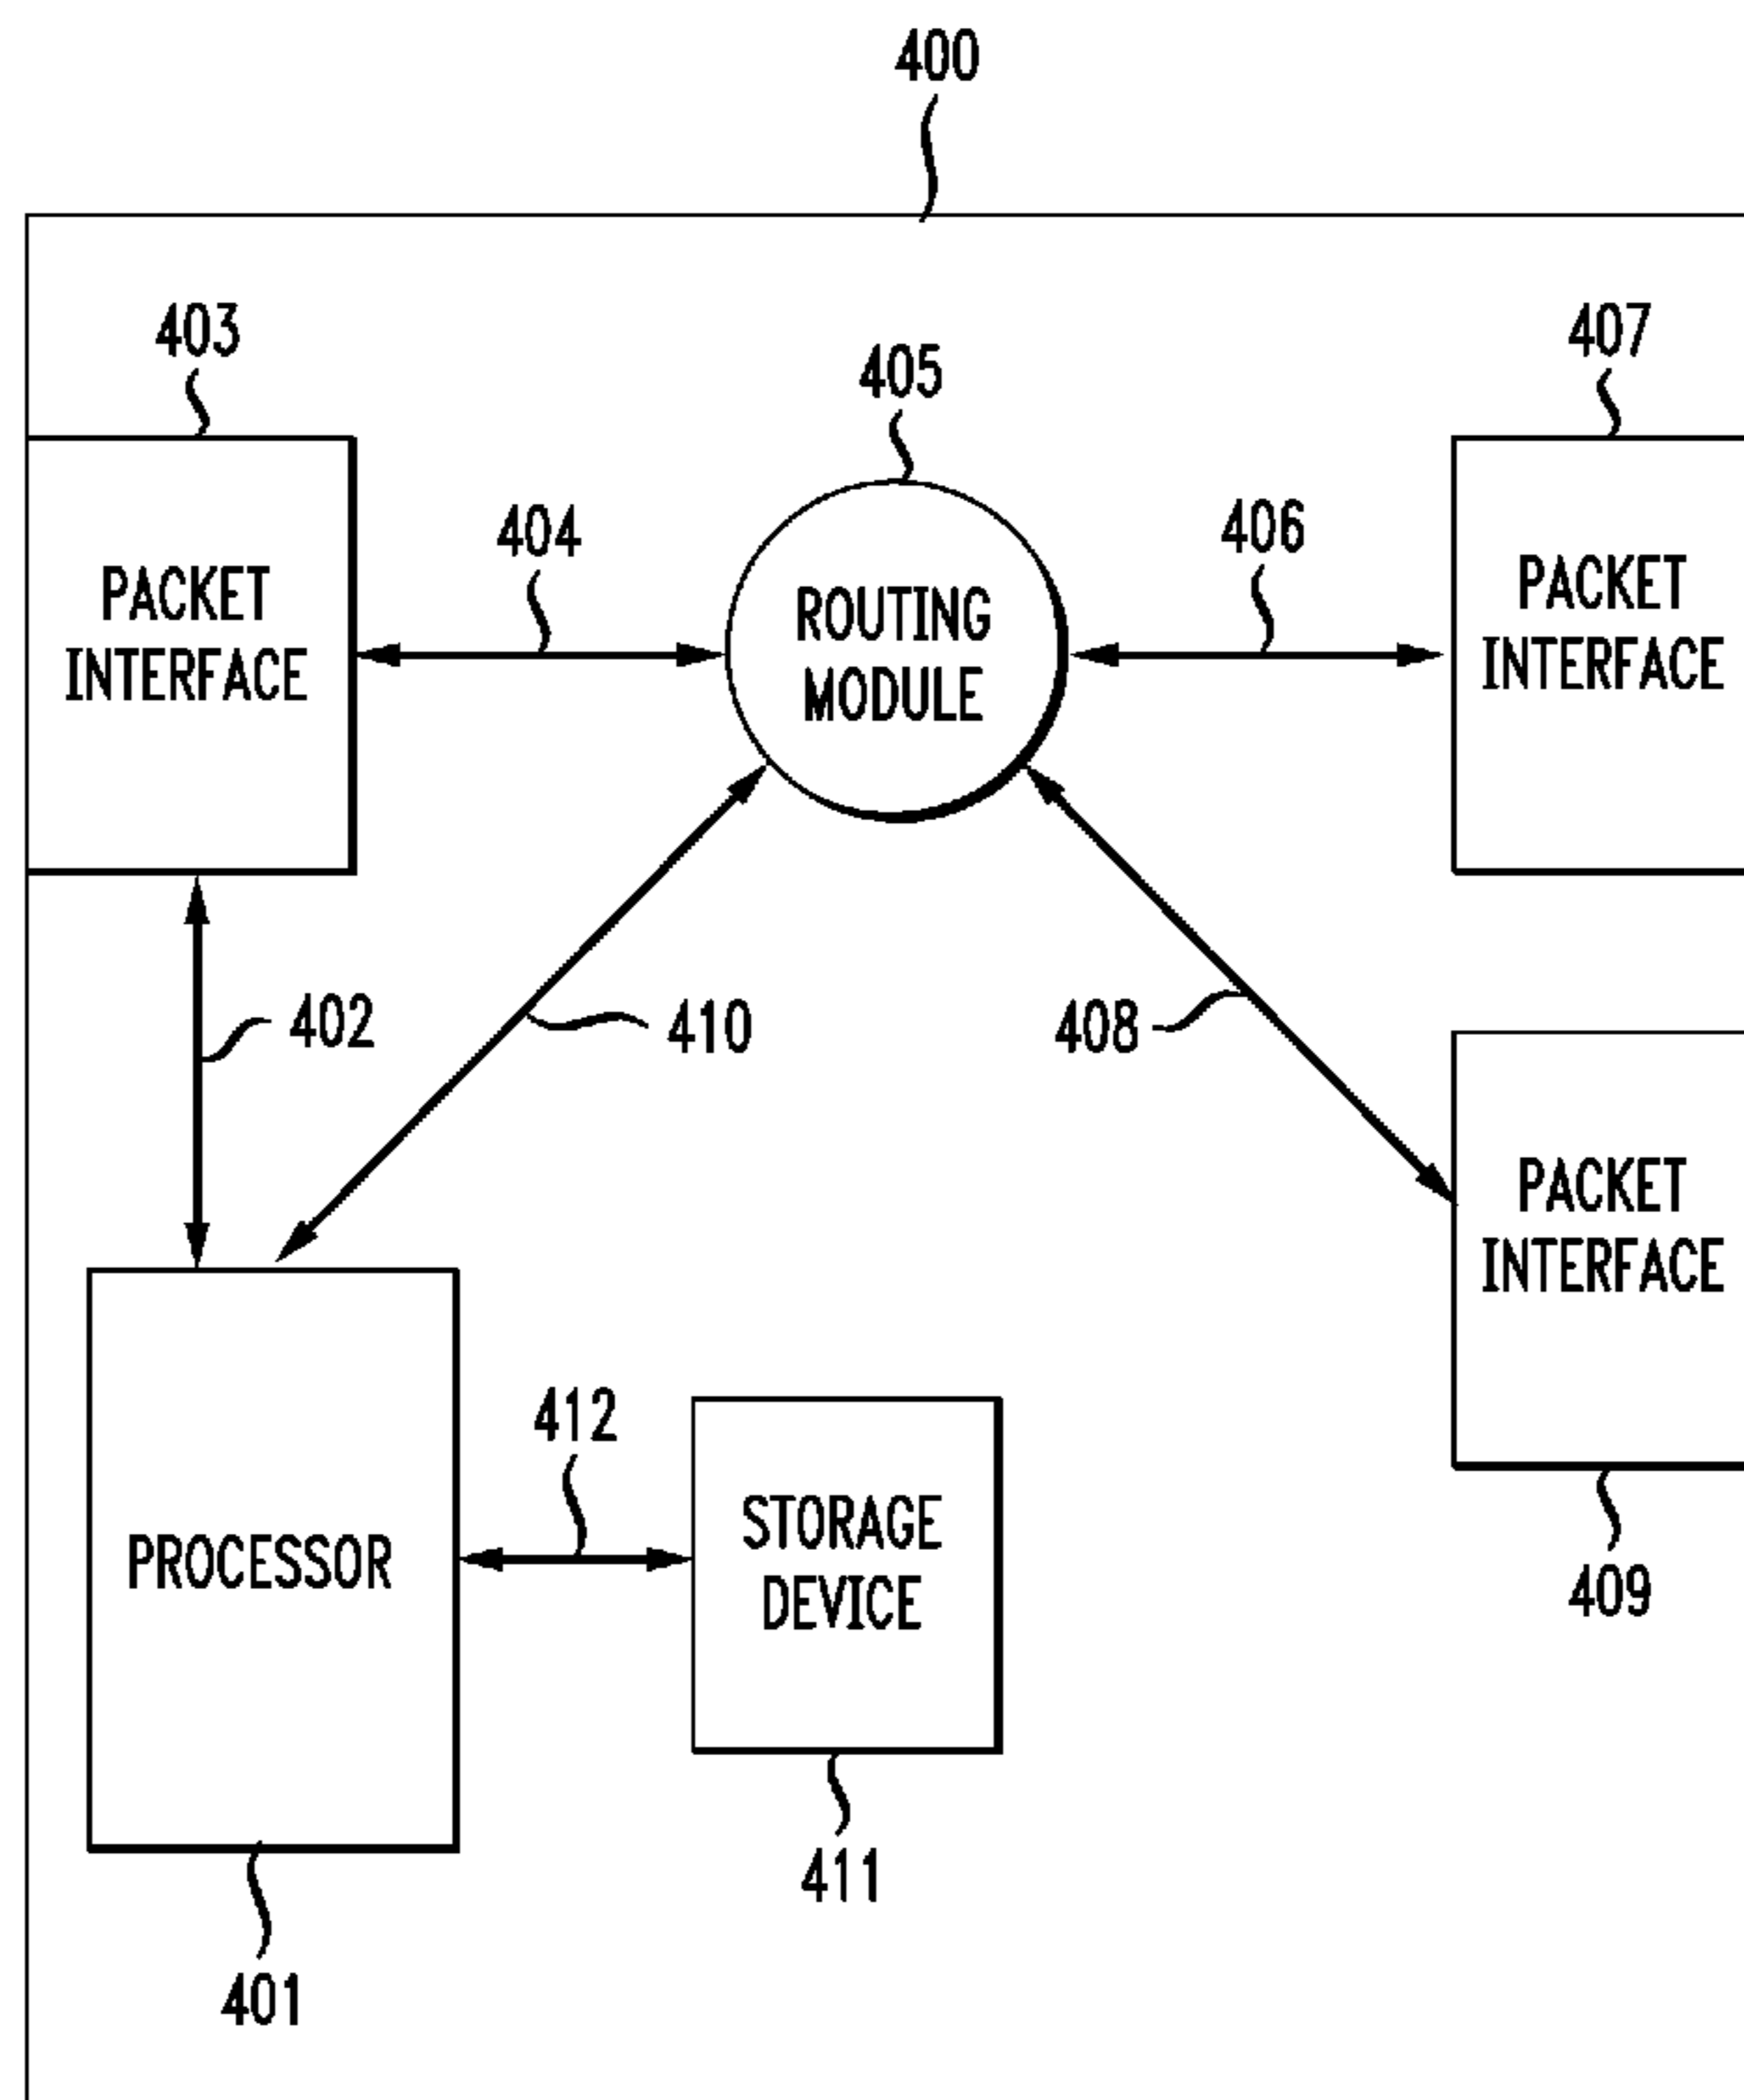 400
403
405
407
404
406
PACKET
INTERFACE
ROUTING
MODULE
PACKET
INTERFACE
402
410
408
PACKET
INTERFACE
412
PROCESSOR
STORAGE
DEVICE
409
411
401